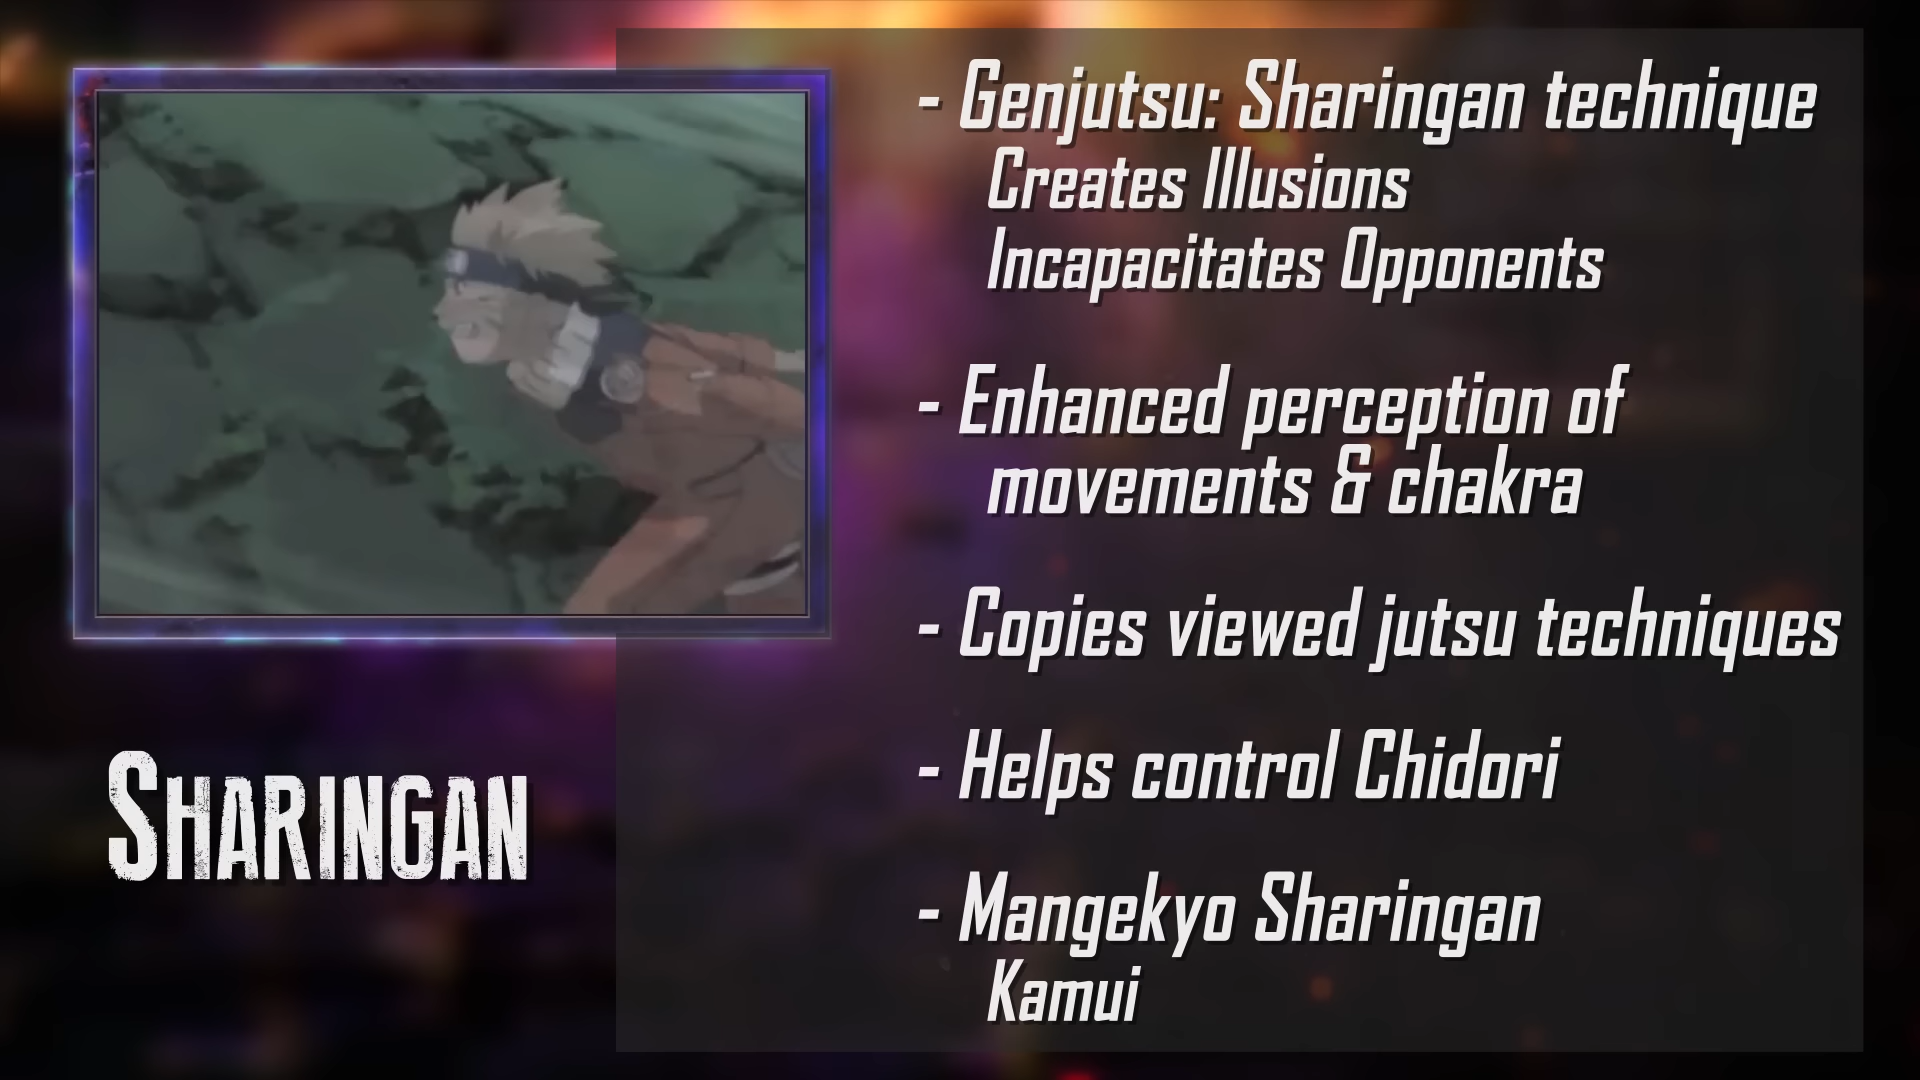 - Genjutsu: Sharingan technique
Creates Illusions
Incapacitates Opponents
- Enhanced perception of
movements & chakra
- Copies viewed jutsu techniques
- Helps control Chidori
- Mangekyo Sharingan
Kamui
Sharingan